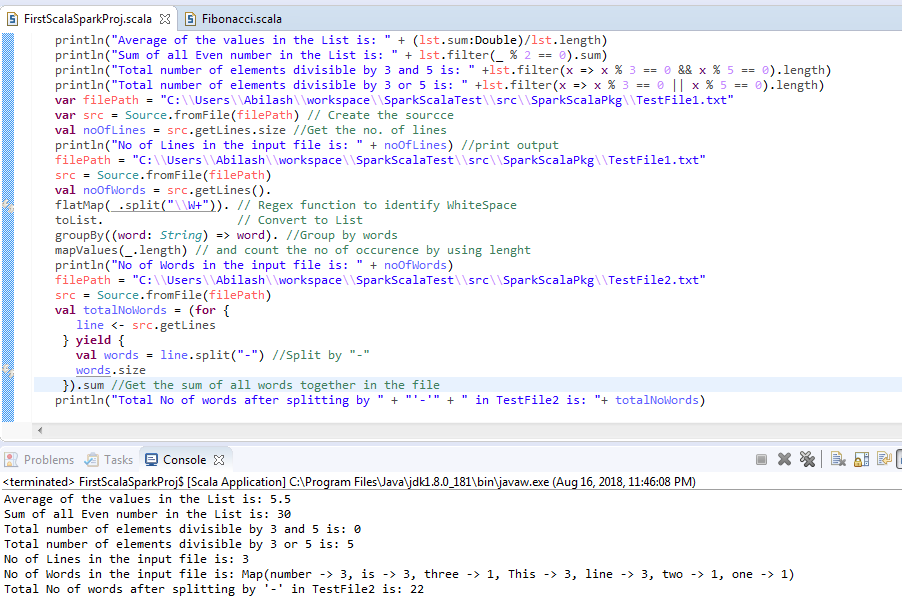 FirstScalaSparkProj.scala Fibonacci.scala
println("Average of the values in the List is: " + (lst.sum:Double)/lst.length)
println("Sum of all Even number in the List is: " + lst.filter(_ % 2 == 0).sum)
println("Total number of elements divisible by 3 and 5 is: " +lst.filter(x => x % 3 == 0 && x % 5 == 0).length)
println("Total number of elements divisible by 3 or 5 is: " +lst.filter(x => x % 3 == 0 || x % 5 == 0).length)
var filePath = "C:\\Users\\Abilash\\workspace\\SparkScalaTest\\src\\SparkScalaPkg\\TestFile1.txt"
var src = Source.fromFile(filePath) // Create the sourcce
val noOfLines = src.getLines.size //Get the no. of lines
println("No of Lines in the input file is: " + noOfLines) //print output
filePath = "C:\\Users\\Abilash\\workspace\\SparkScalaTest\\src\\SparkScalaPkg\\TestFile1.txt"
src = Source.fromFile(filePath)
val noOfWords = src.getLines().
flatMap(_.split("\\W+")). // Regex function to identify WhiteSpace
toList. // Convert to List
groupBy((word: String) => word). //Group by words
mapValues(_.length) // and count the no of occurence by using lenght
println("No of Words in the input file is: " + noOfWords)
filePath = "C:\\Users\\Abilash\\workspace\\SparkScalaTest\\src\\SparkScalaPkg\\TestFile2.txt"
src = Source.fromFile(filePath)
val totalNoWords = (for {
line <- src.getLines
} yield {
val words = line.split("-") //Split by "-"
words.size
}).sum //Get the sum of all words together in the file
println("Total No of words after splitting by " + "'-'" + " in TestFile2 is: "+ totalNoWords)
Problems Tasks Console
<terminated> FirstScalaSparkProj$ [Scala Application] C:\Program Files\Java\jdk1.8.0_181\bin\javaw.exe (Aug 16, 2018, 11:46:08 PM)
Average of the values in the List is: 5.5
Sum of all Even number in the List is: 30
Total number of elements divisible by 3 and 5 is: 0
Total number of elements divisible by 3 or 5 is: 5
No of Lines in the input file is: 3
No of Words in the input file is: Map(number -> 3, is -> 3, three -> 1, This -> 3, line -> 3, two -> 1, one -> 1)
Total No of words after splitting by '-' in TestFile2 is: 22